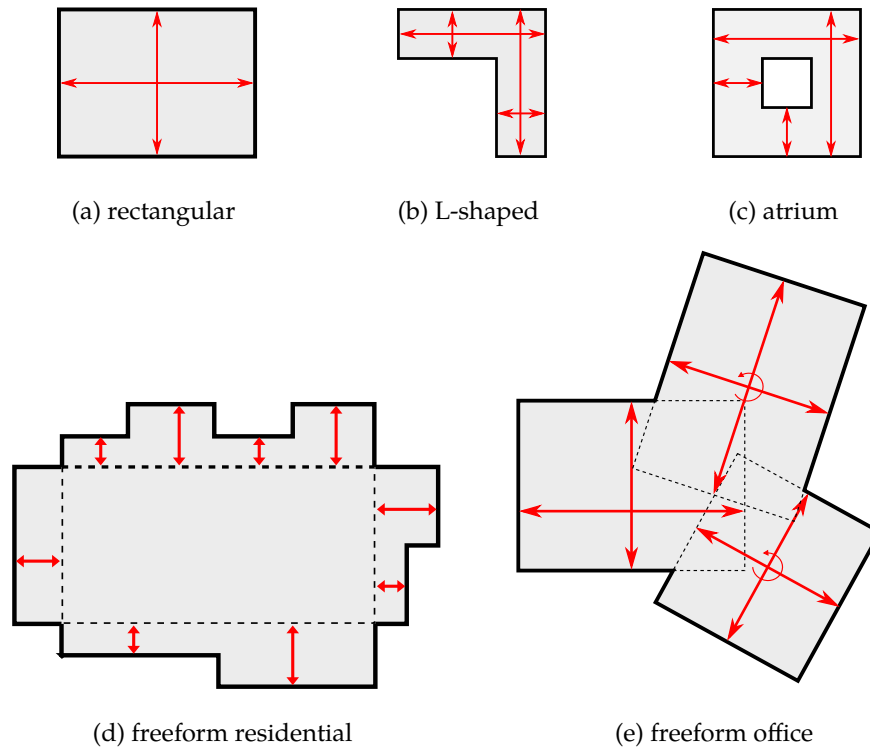 (a) rectangular
(b) L-shaped
(c) atrium
(d) freeform residential
(e) freeform office